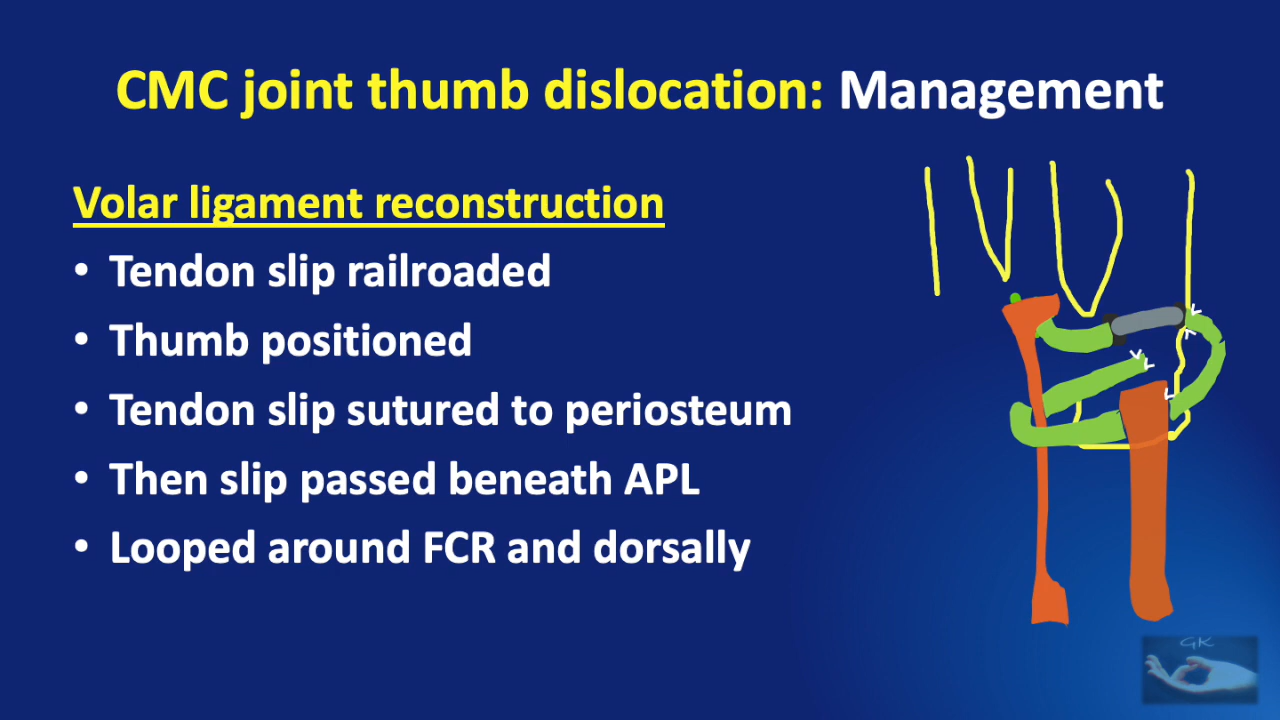 CMC joint thumb dislocation: Management
Volar ligament reconstruction
• Tendon slip railroaded
• Thumb positioned
• Tendon slip sutured to periosteum
• Then slip passed beneath APL
• Looped around FCR and dorsally
GK